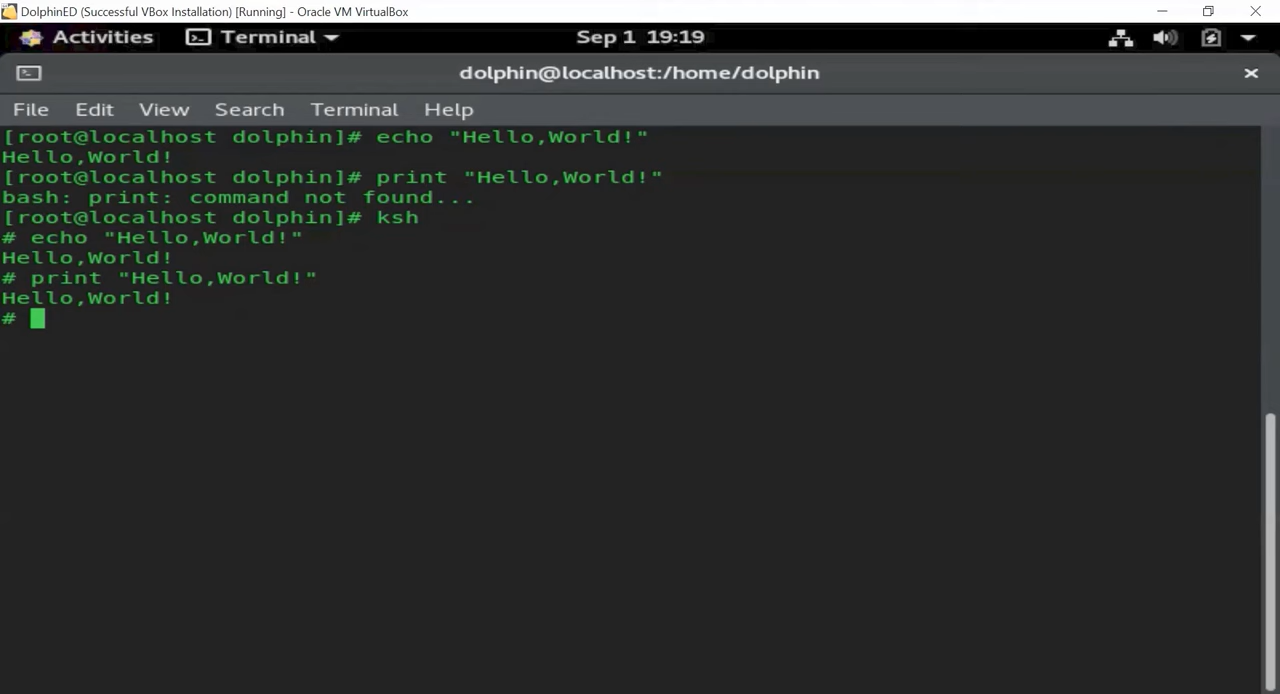 DolphinED (Successful VBox Installation) [Running] - Oracle VM VirtualBox
Activities Terminal Sep 1 19:19
dolphin@localhost:/home/dolphin
File Edit View Search Terminal Help
[root@localhost dolphin]# echo "Hello,World!"
Hello,World!
[root@localhost dolphin]# print "Hello,World!"
bash: print: command not found...
[root@localhost dolphin]# ksh
# echo "Hello,World!"
Hello,World!
# print "Hello,World!"
Hello,World!
#